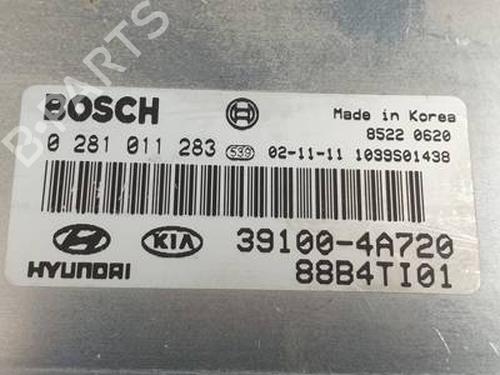 B-PARTS
BOSCH
Made in Korea
8522 0620
0 281 011 283 539 02-11-11 1039S01438
HYUNDAI KIA 39100-4A720
88B4TI01